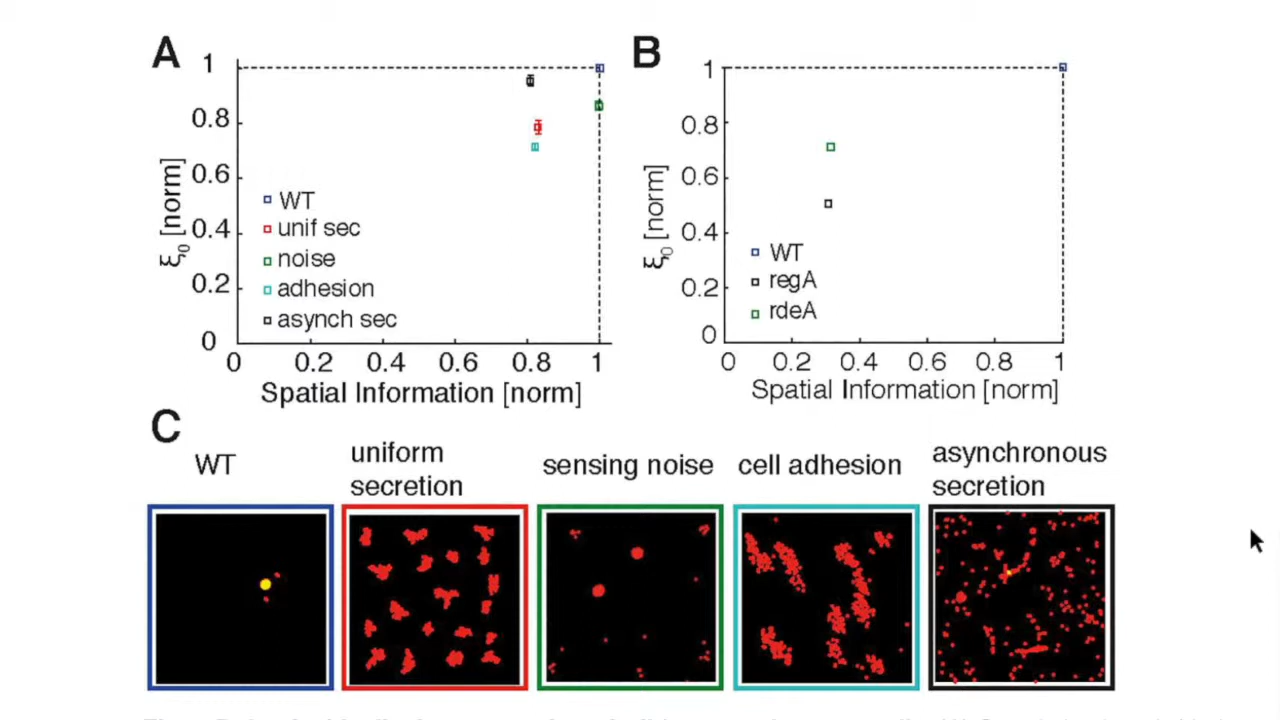 A
1
0.8
0.6
0.4
0.2
0
ξ0 [norm]
WT
unif sec
noise
adhesion
asynch sec
0 0.2 0.4 0.6 0.8 1
Spatial Information [norm]
B
1
0.8
0.6
0.4
0.2
0
ξ0 [norm]
WT
regA
rdeA
0 0.2 0.4 0.6 0.8 1
Spatial Information [norm]
C
WT
uniform
secretion
sensing noise
cell adhesion
asynchronous
secretion